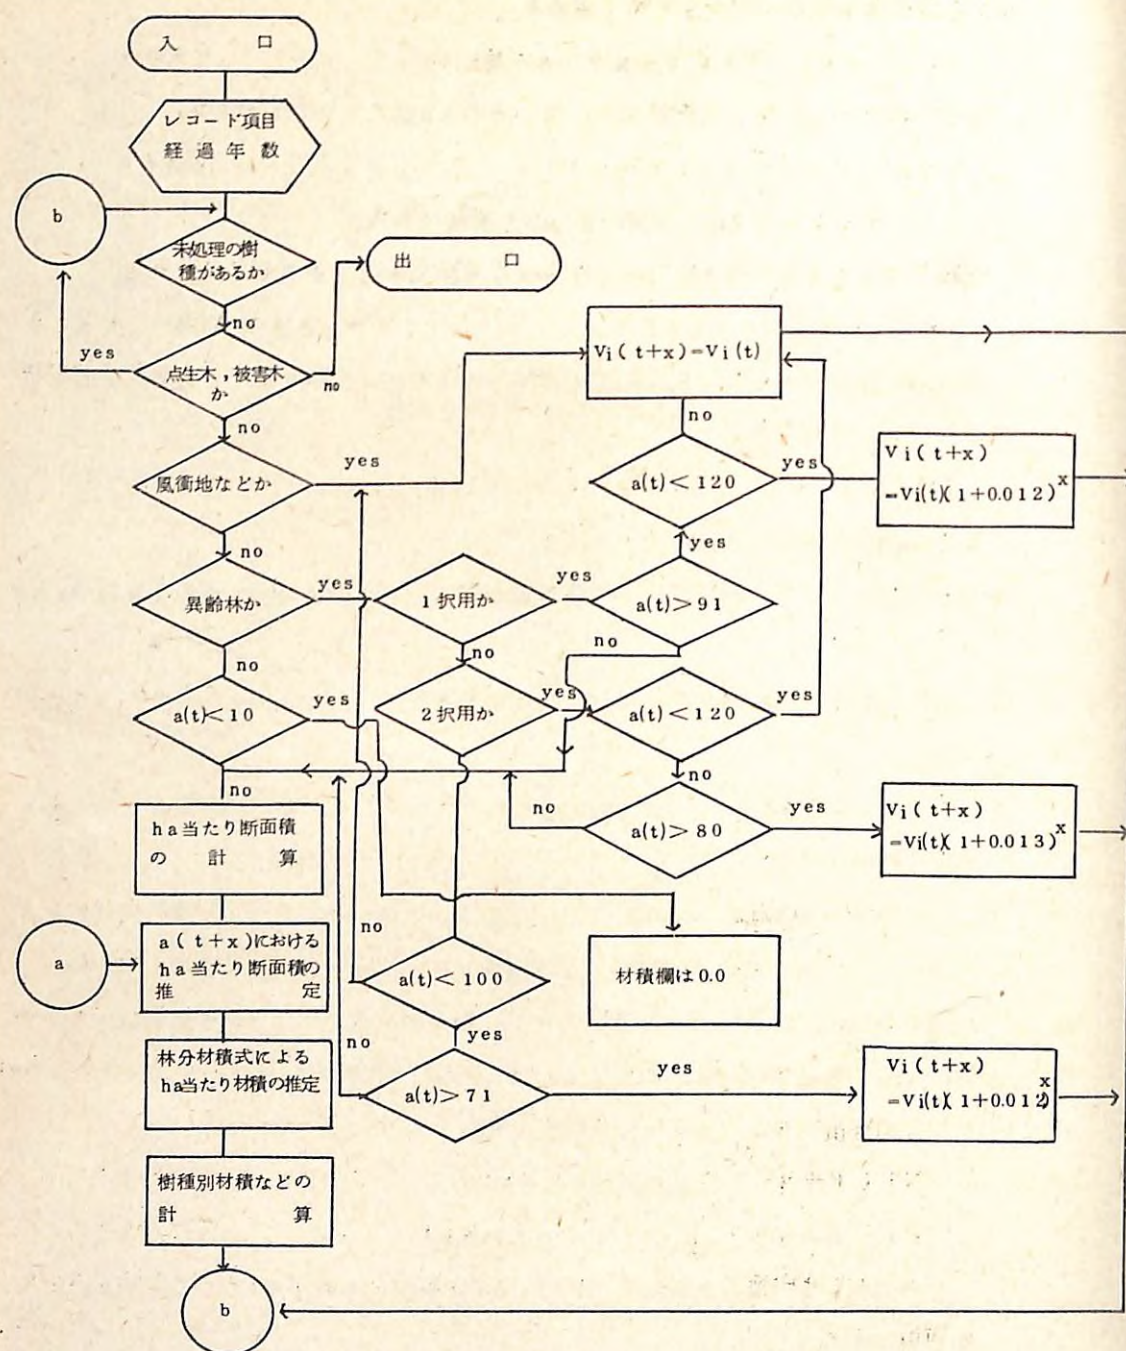 入 口
レコード項目
経過年数
b
未処理の樹
種があるか
出 口
no
yes
点生木,被害木
か
no
no
Vi(t+x)=Vi(t)
no
風衝地などか
yes
a(t)<120
yes
Vi(t+x)
=Vi(t)(1+0.012)x
no
yes
異齢林か
yes
1択用か
yes
a(t)>91
no
no
no
a(t)<10
yes
2択用か
yes
a(t)<120
yes
no
no
ha当たり断面積
の計算
no
a(t)>80
yes
Vi(t+x)
=Vi(t)(1+0.013)x
a
a(t+x)における
ha当たり断面積の
推定
no
a(t)<100
材積欄は0.0
yes
林分材積式による
ha当たり材積の推定
no
a(t)>71
yes
Vi(t+x)
=Vi(t)(1+0.012)x
樹種別材積などの
計算
b